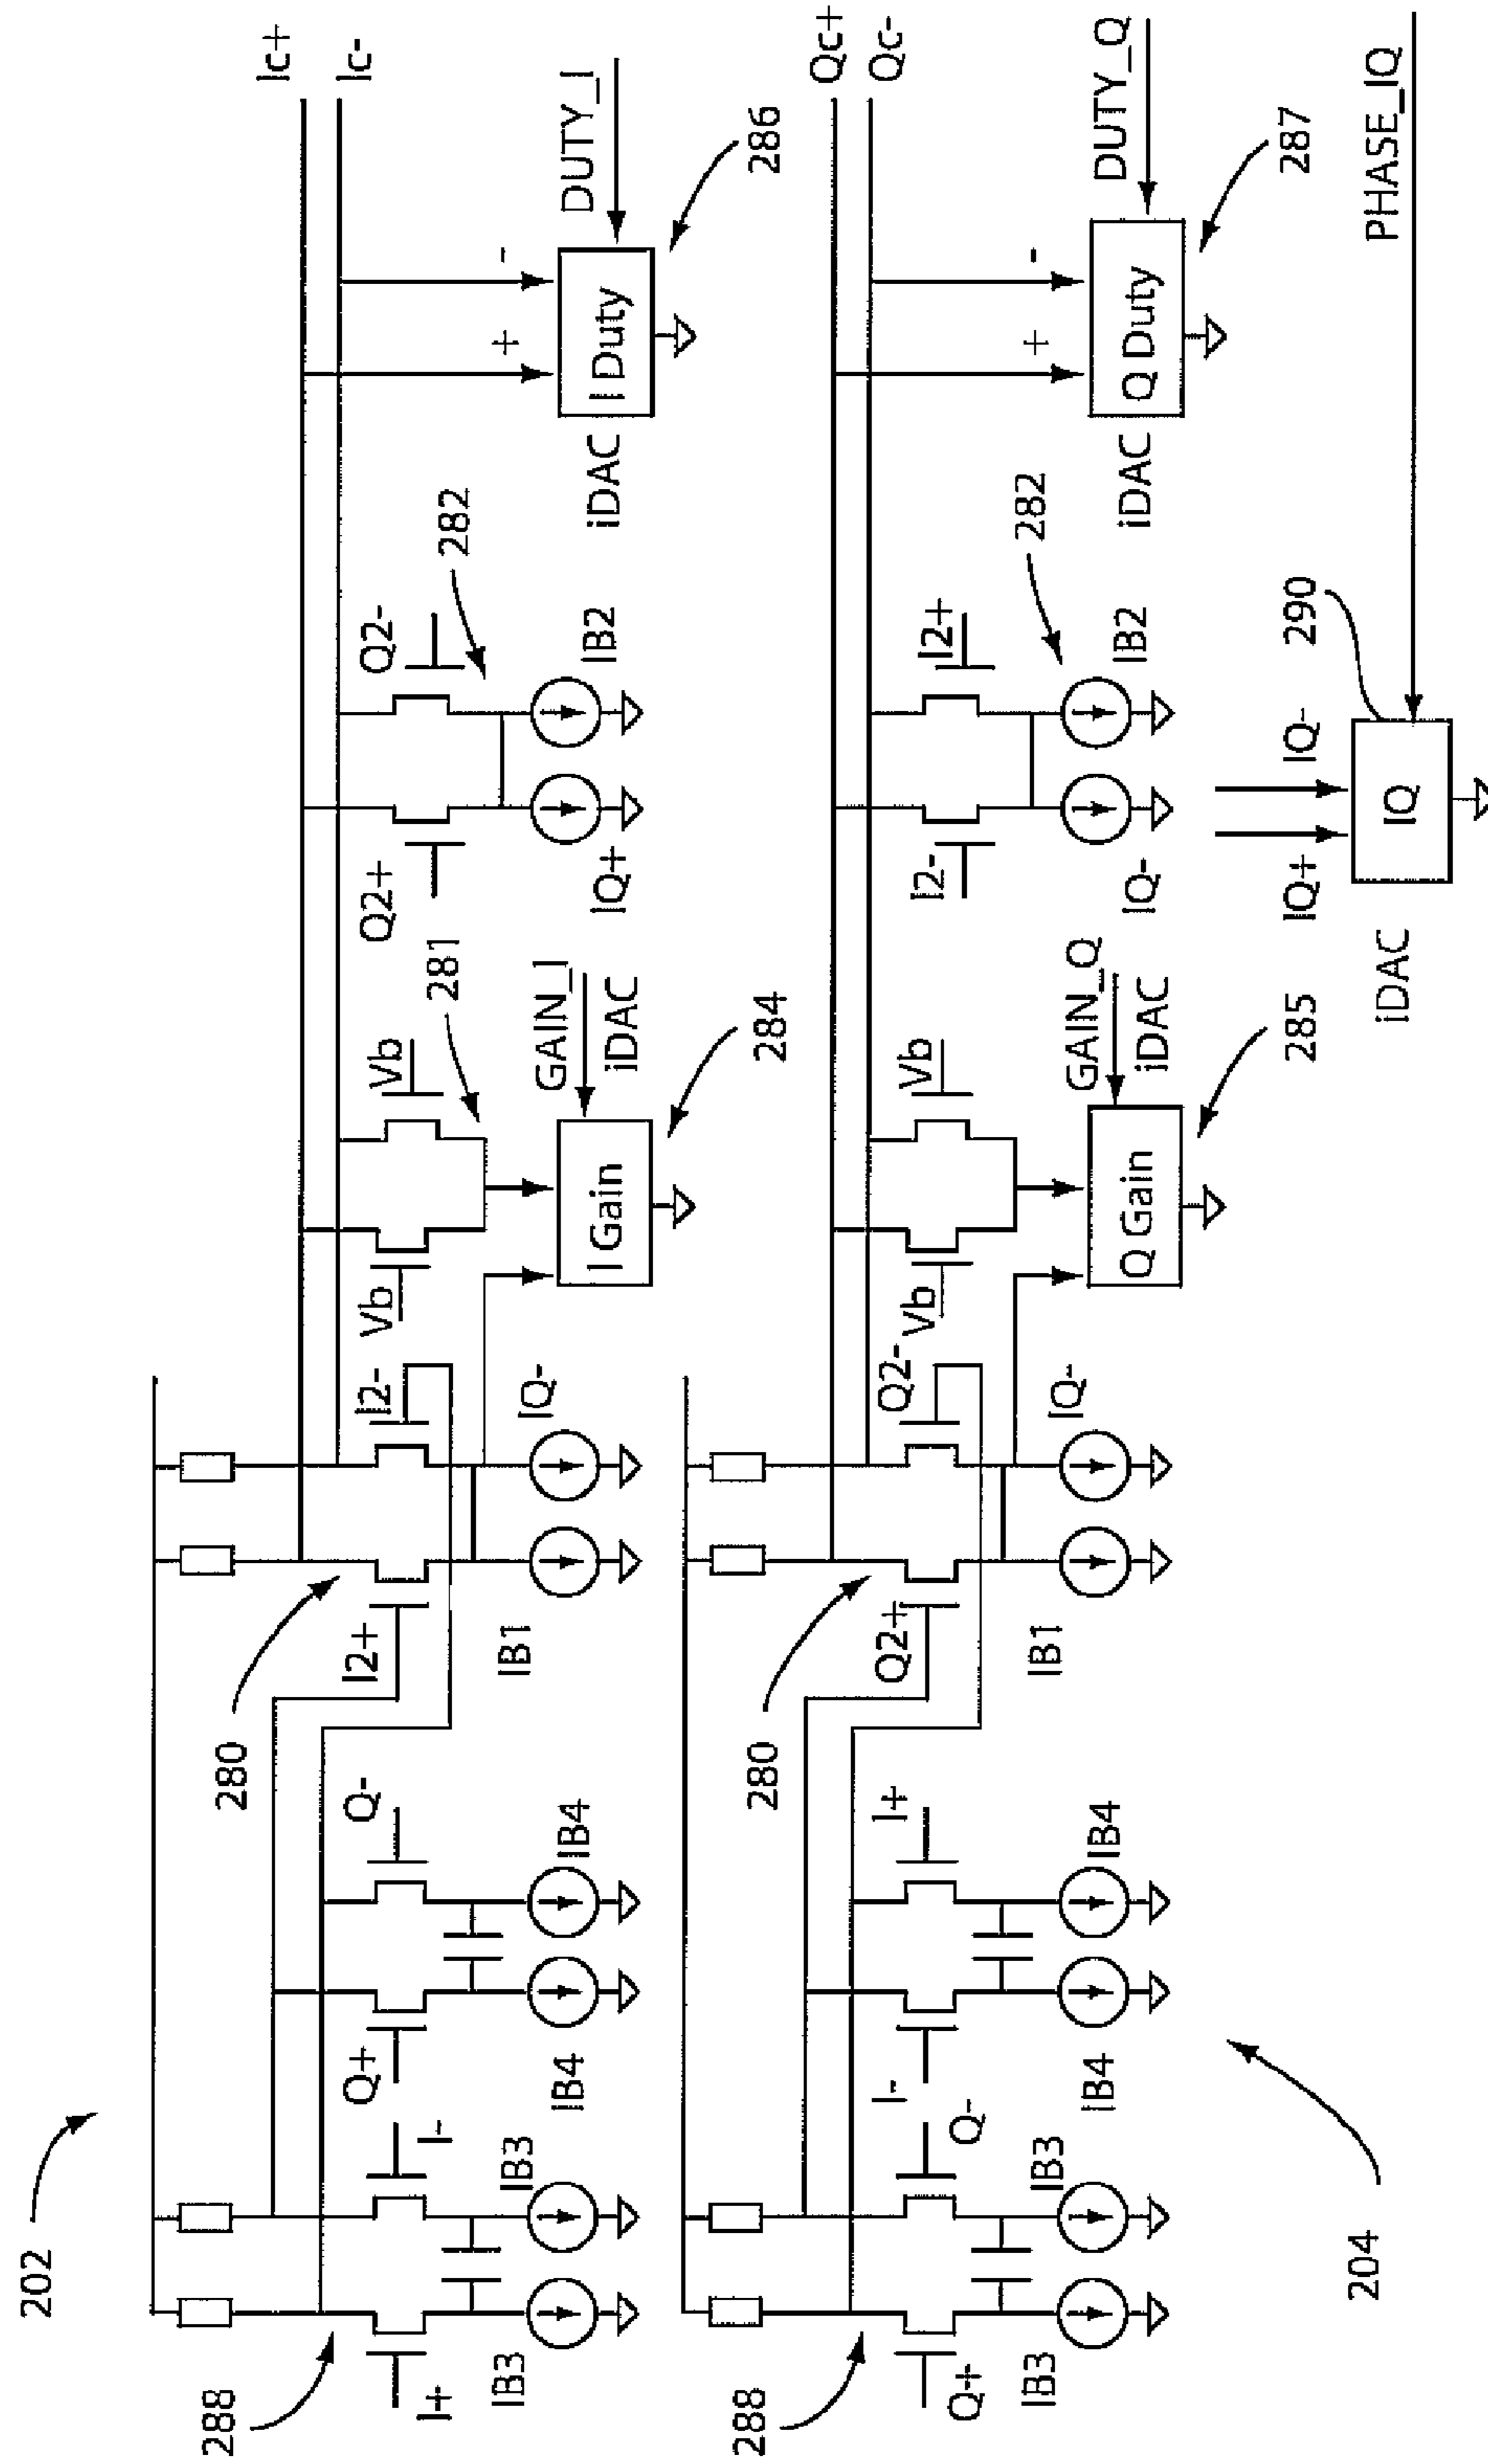 202
288
I+
IB3
I-
IB3
Q+
IB4
Q-
IB4
280
I2+
IB1
I2-
IQ-
Vb
Vb
281
I Gain
GAIN_I
iDAC
284
Q2+
IQ+
Q2-
IB2
282
I Duty
iDAC
DUTY_I
286
+
-
Ic+
Ic-
288
Q+
IB3
Q-
IB3
I-
IB4
I+
IB4
204
280
Q2+
IB1
Q2-
IQ-
Vb
Vb
Q Gain
GAIN_Q
iDAC
285
I2-
IQ-
I2+
IB2
282
Q Duty
iDAC
DUTY_Q
287
+
-
Qc+
Qc-
IQ+
IQ-
IQ
iDAC
290
PHASE_IQ